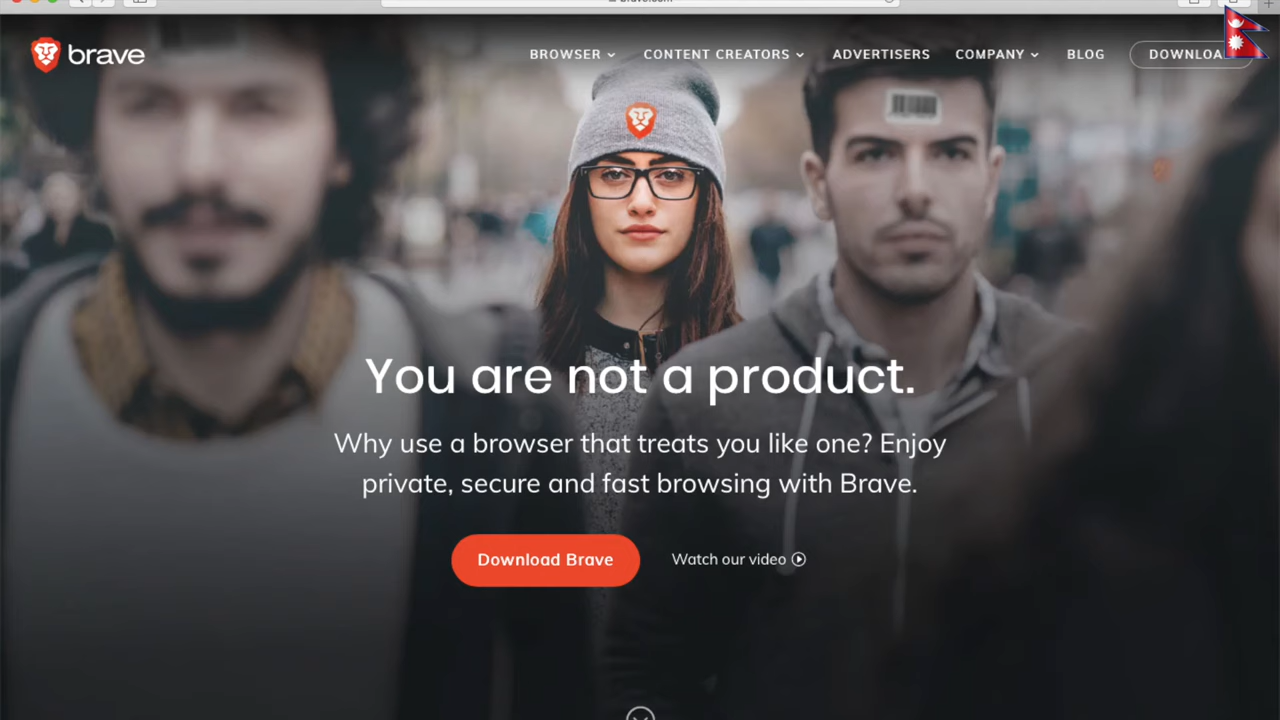 brave
BROWSER
CONTENT CREATORS
ADVERTISERS
COMPANY
BLOG
You are not a product.
Why use a browser that treats you like one? Enjoy
private, secure and fast browsing with Brave.
Download Brave
Watch our video